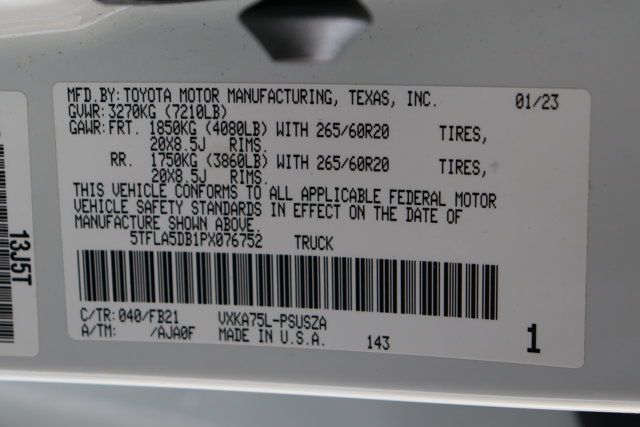 MFD.BY:TOYOTA MOTOR MANUFACTURING, TEXAS, INC. 01/23
GVWR:3270KG (7210LB)
GAWR:FRT. 1850KG (4080LB) WITH 265/60R20 TIRES,
20X8.5J RIMS.
RR. 1750KG (3860LB) WITH 265/60R20 TIRES,
20X8.5J RIMS.
THIS VEHICLE CONFORMS TO ALL APPLICABLE FEDERAL MOTOR
VEHICLE SAFETY STANDARDS IN EFFECT ON THE DATE OF
MANUFACTURE SHOWN ABOVE.
5TFLA5DB1PX076752 TRUCK
C/TR:040/FB21 VXKA75L-PSUSZA
A/TM: /AJA0F MADE IN U.S.A. 143 1
13J5T